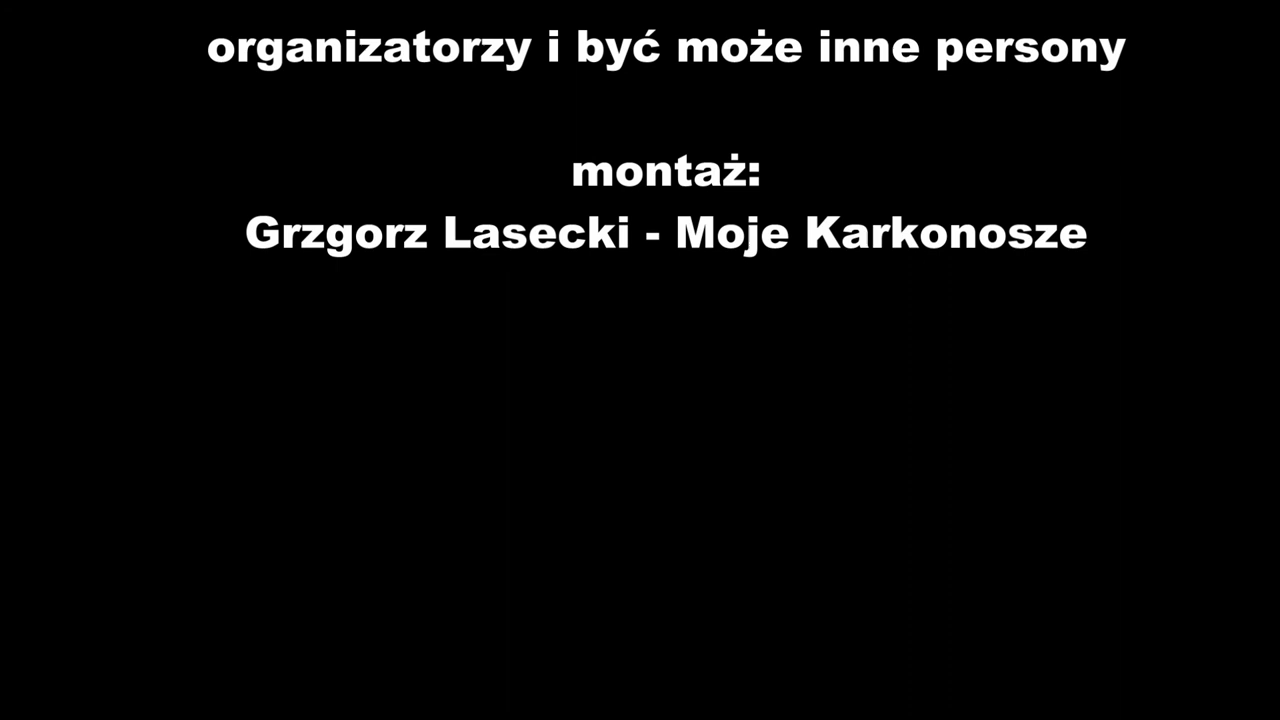 organizatorzy i być może inne persony
montaż:
Grzgorz Lasecki - Moje Karkonosze